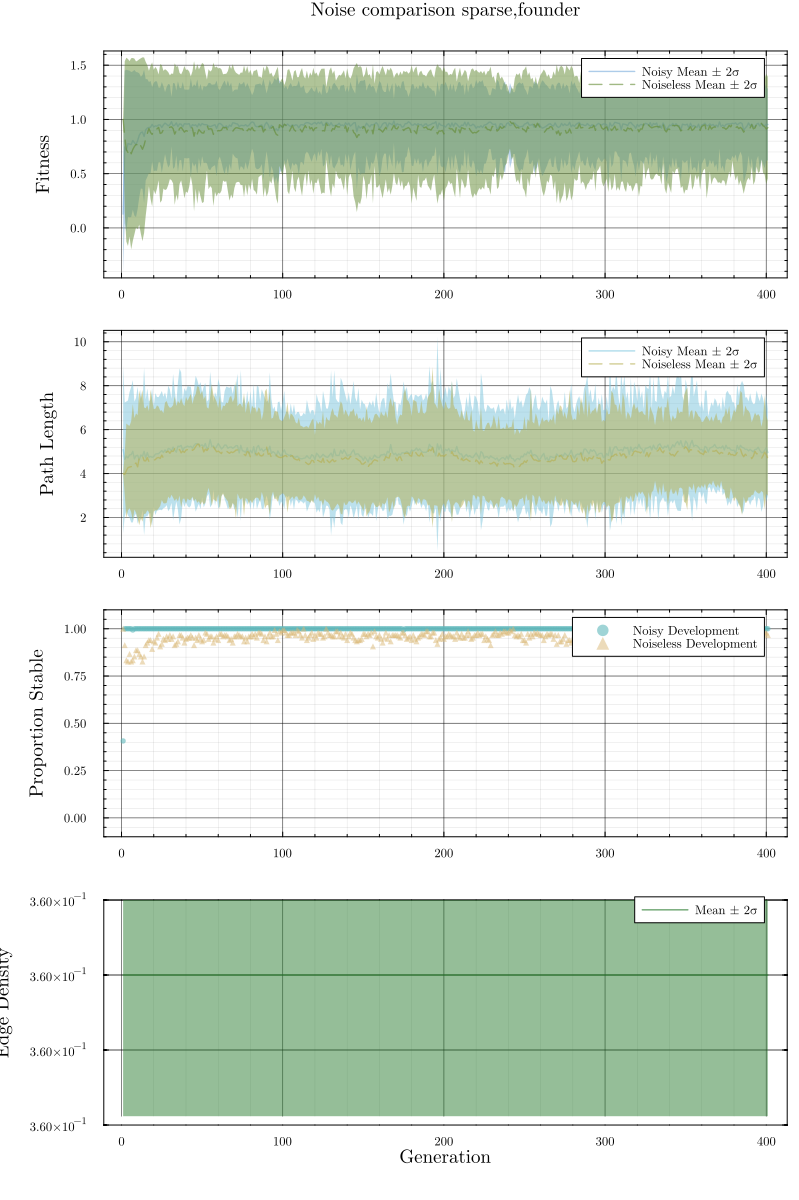 Noise comparison sparse,founder
1.5
1.0
0.5
0.0
Fitness
Noisy Mean ± 2σ
Noiseless Mean ± 2σ
0 100 200 300 400
10
8
6
4
2
Path Length
Noisy Mean ± 2σ
Noiseless Mean ± 2σ
0 100 200 300 400
1.00
0.75
0.50
0.25
0.00
Proportion Stable
Noisy Development
Noiseless Development
0 100 200 300 400
3.60×10⁻¹
3.60×10⁻¹
3.60×10⁻¹
3.60×10⁻¹
Edge Density
Mean ± 2σ
0 100 200 300 400
Generation